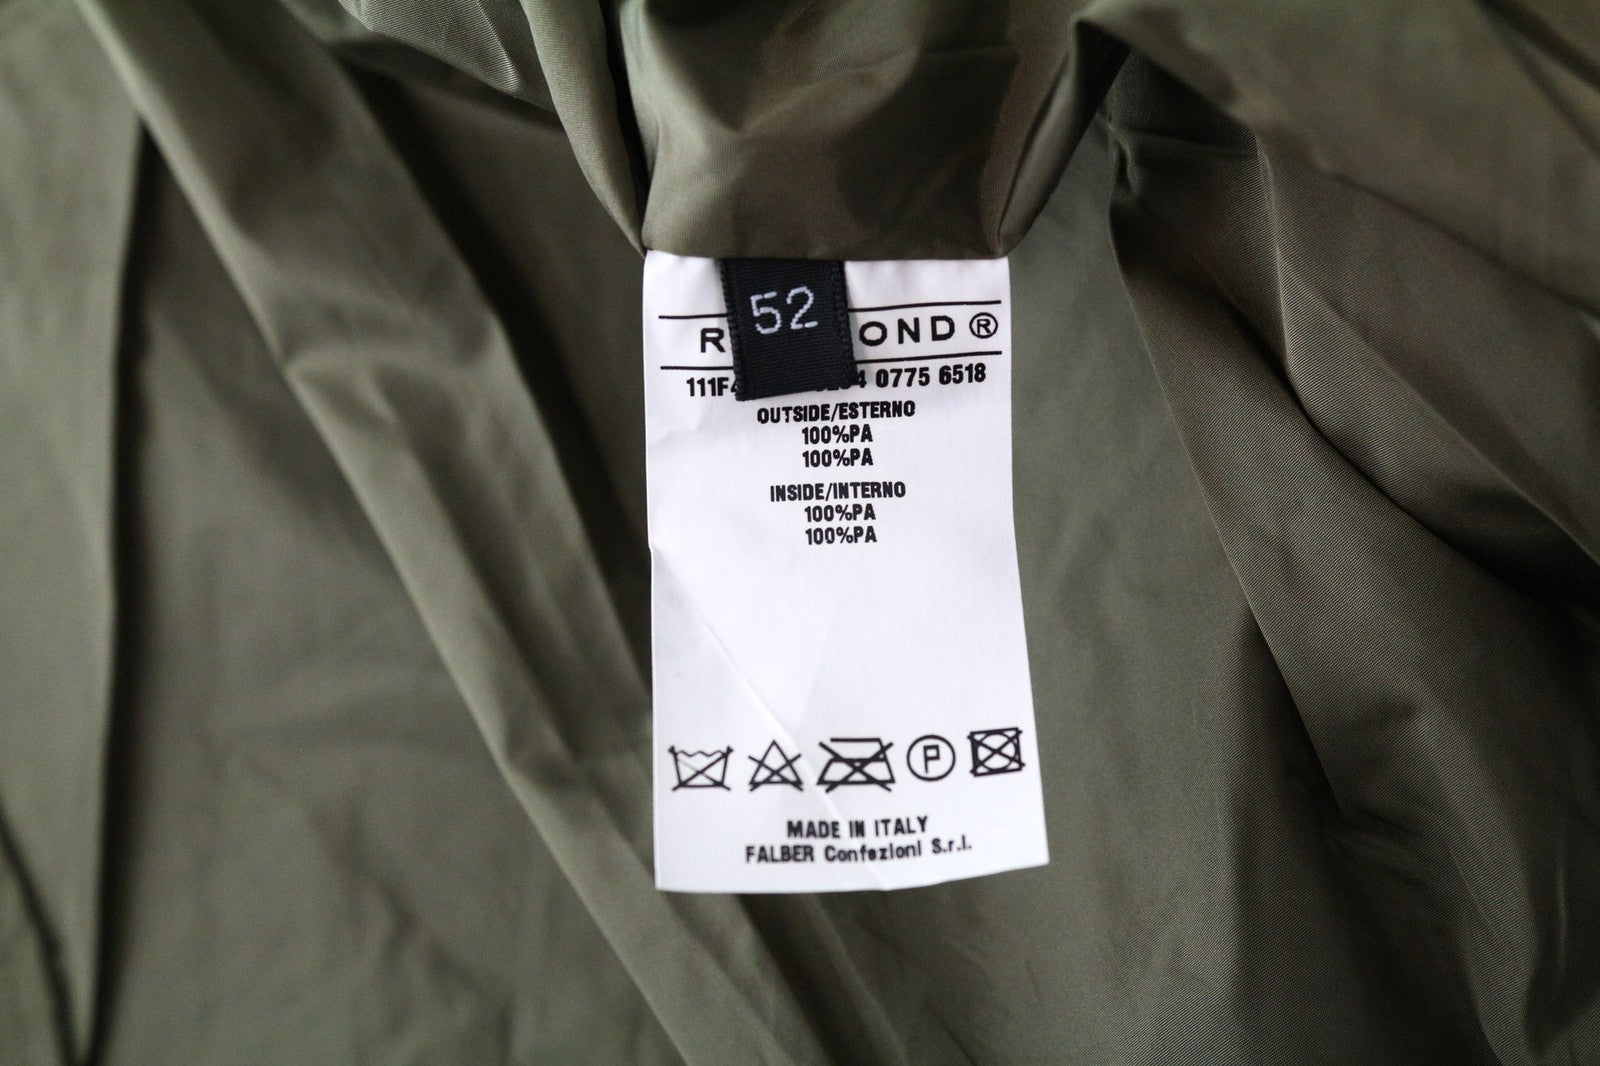 52
OND®
0775 6518
OUTSIDE/ESTERNO
100%PA
100%PA
INSIDE/INTERNO
100%PA
100%PA
P
MADE IN ITALY
FALBER Confezioni S.r.l.